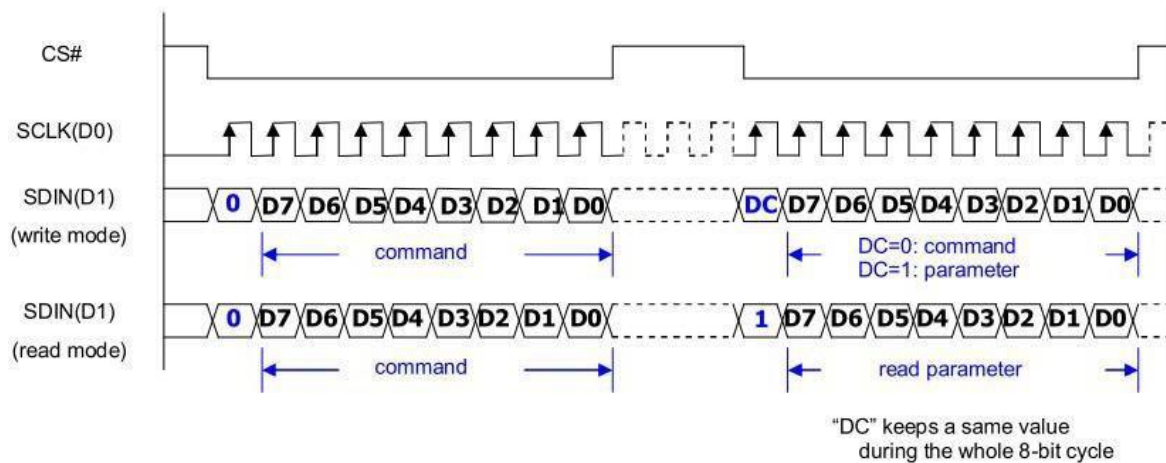 CS#
SCLK(D0)
SDIN(D1)
(write mode)
0 D7 D6 D5 D4 D3 D2 D1 D0
DC D7 D6 D5 D4 D3 D2 D1 D0
command
DC=0: command
DC=1: parameter
SDIN(D1)
(read mode)
0 D7 D6 D5 D4 D3 D2 D1 D0
1 D7 D6 D5 D4 D3 D2 D1 D0
command
read parameter
“DC” keeps a same value
during the whole 8-bit cycle